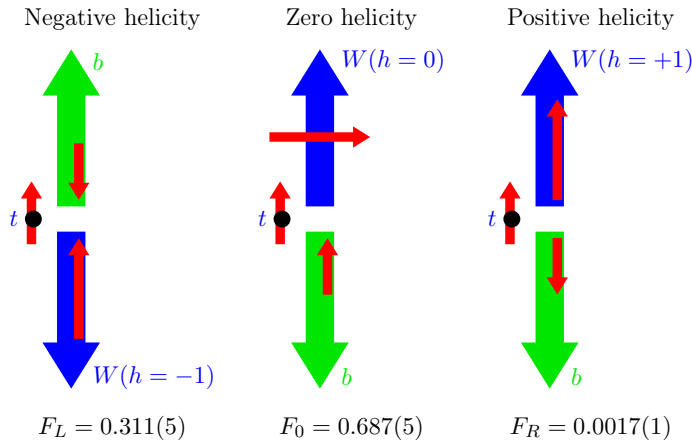 Negative helicity
Zero helicity
Positive helicity
b
W(h = 0)
W(h = +1)
t
t
t
W(h = −1)
b
b
F_L = 0.311(5)
F_0 = 0.687(5)
F_R = 0.0017(1)